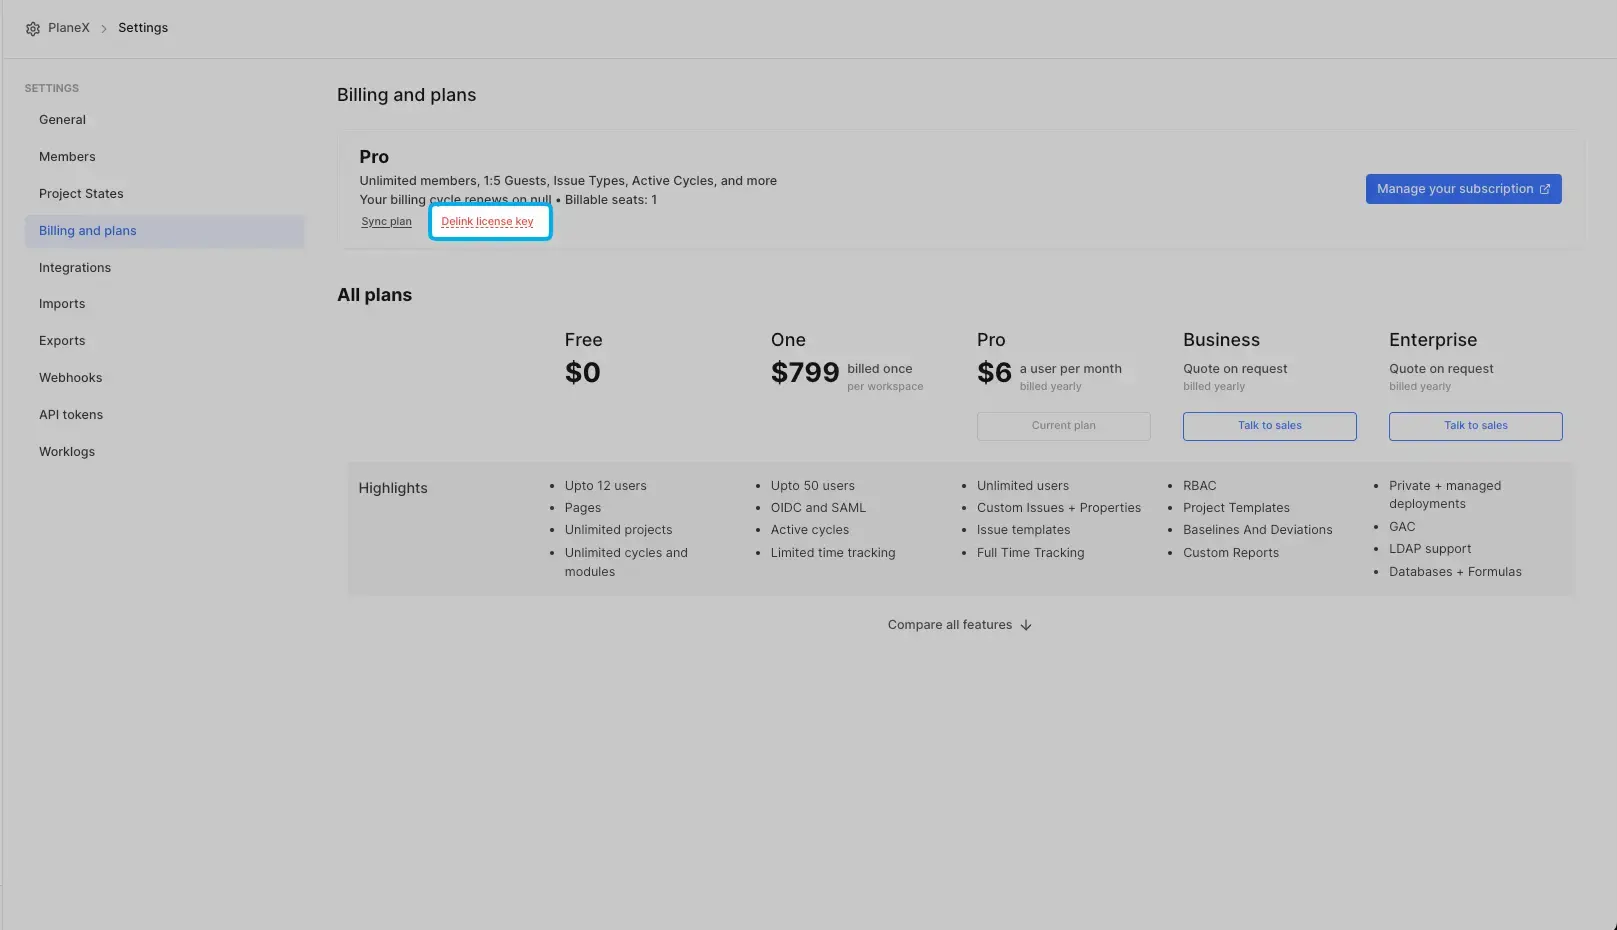 PlaneX > Settings
SETTINGS
General
Members
Project States
Billing and plans
Integrations
Imports
Exports
Webhooks
API tokens
Worklogs
Billing and plans
Pro
Unlimited members, 1:5 Guests, Issue Types, Active Cycles, and more
Your billing cycle renews on null • Billable seats: 1
Sync plan
Delink license key
Manage your subscription
All plans
Free
$0
One
$799 billed once
per workspace
Pro
$6 a user per month
billed yearly
Current plan
Business
Quote on request
billed yearly
Talk to sales
Enterprise
Quote on request
billed yearly
Talk to sales
Highlights
• Upto 12 users
• Pages
• Unlimited projects
• Unlimited cycles and
modules
• Upto 50 users
• OIDC and SAML
• Active cycles
• Limited time tracking
• Unlimited users
• Custom Issues + Properties
• Issue templates
• Full Time Tracking
• RBAC
• Project Templates
• Baselines And Deviations
• Custom Reports
• Private + managed
deployments
• GAC
• LDAP support
• Databases + Formulas
Compare all features ↓